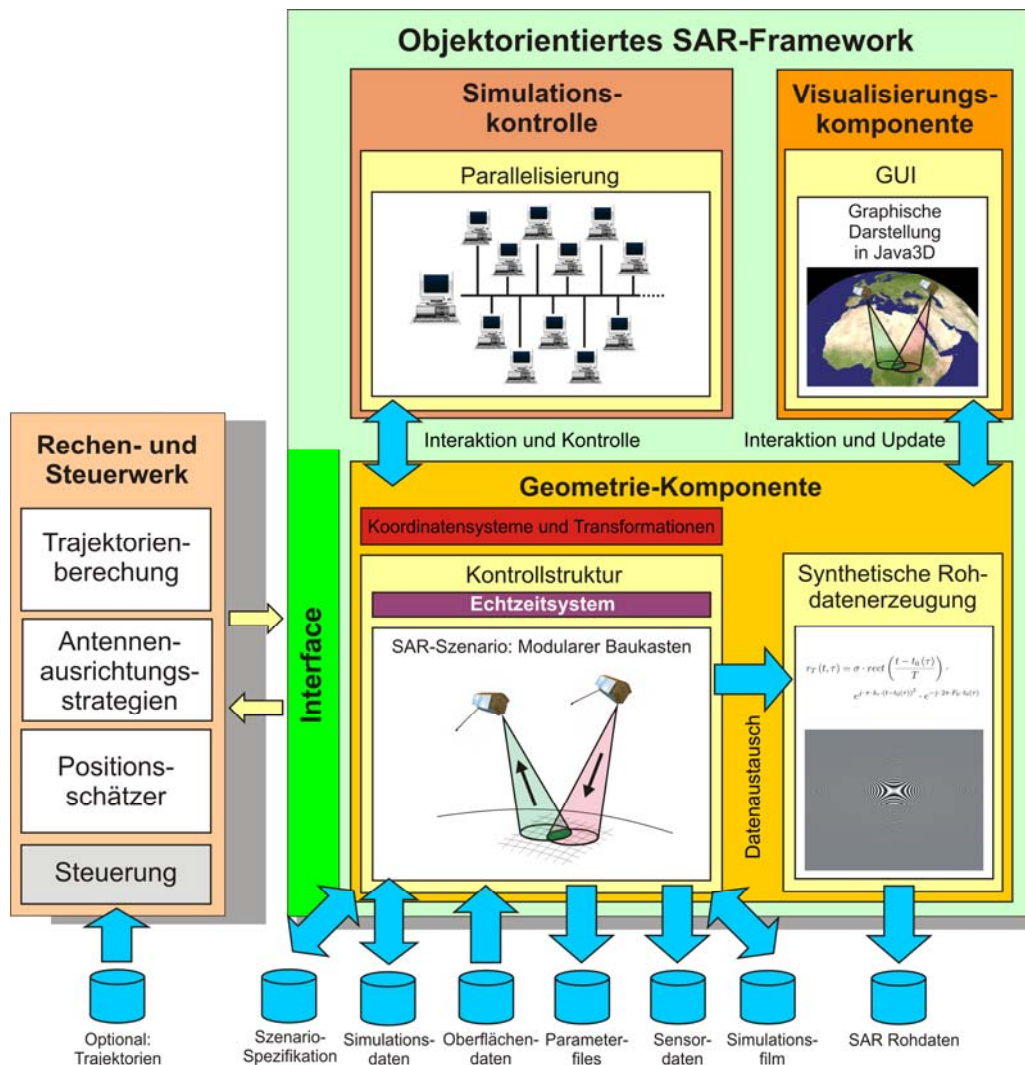 Objektorientiertes SAR-Framework
Simulations-
kontrolle
Parallelisierung
Visualisierungs-
komponente
GUI
Graphische
Darstellung
in Java3D
Interaktion und Kontrolle
Interaktion und Update
Rechen- und
Steuerwerk
Trajektorien-
berechung
Antennen-
ausrichtungs-
strategien
Positions-
schätzer
Steuerung
Interface
Geometrie-Komponente
Koordinatensysteme und Transformationen
Kontrollstruktur
Echtzeitsystem
SAR-Szenario: Modularer Baukasten
Datenaustausch
Synthetische Roh-
datenerzeugung
r_T (t, τ) = σ · rect ( (t − t_0 (τ)) / T ) ·
Optional:
Trajektorien
Szenario-
Spezifikation
Simulations-
daten
Oberflächen-
daten
Parameter-
files
Sensor-
daten
Simulations-
film
SAR Rohdaten